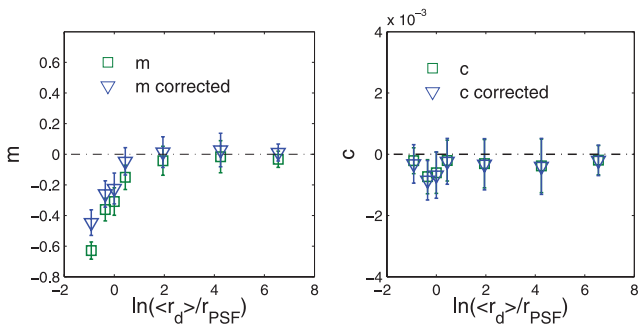 0.6
0.4
0.2
0
−0.2
−0.4
−0.6
−0.8
m
m
m corrected
−2 0 2 4 6 8
ln(<r_d>/r_PSF)
x 10^−3
4
2
0
−2
−4
c
c
c corrected
−2 0 2 4 6 8
ln(<r_d>/r_PSF)